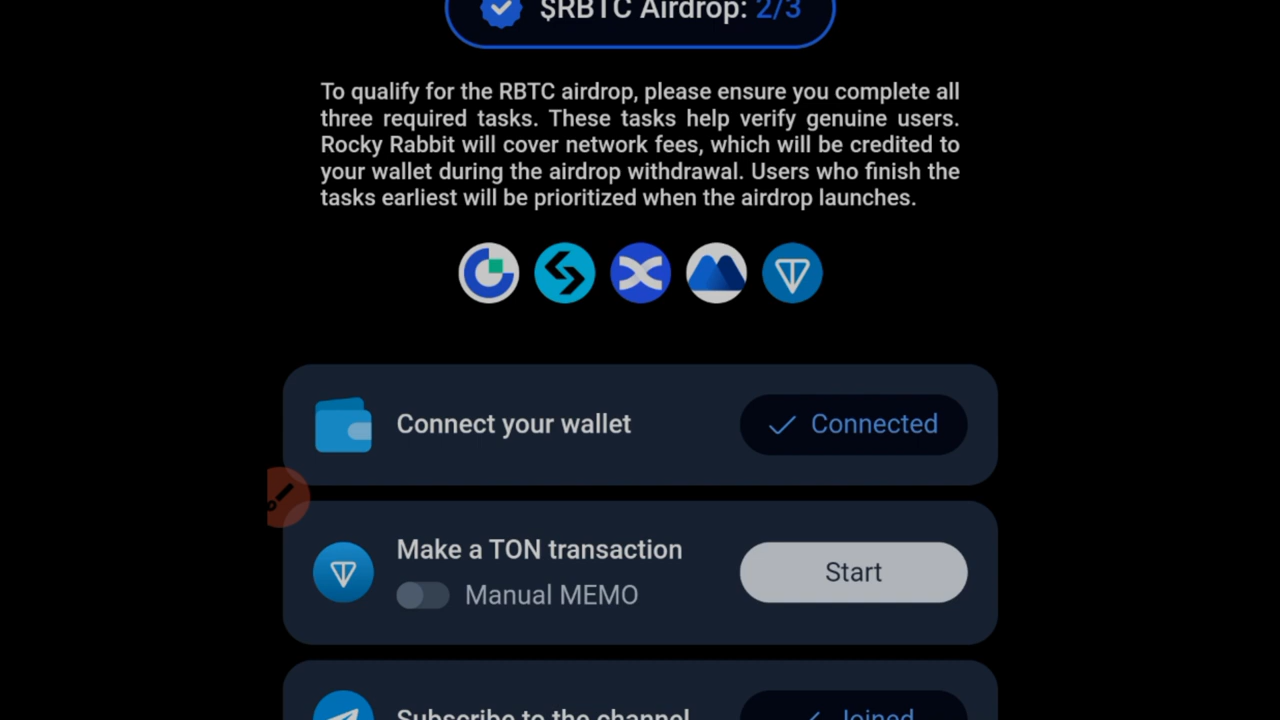 $RBTC Airdrop: 2/3
To qualify for the RBTC airdrop, please ensure you complete all
three required tasks. These tasks help verify genuine users.
Rocky Rabbit will cover network fees, which will be credited to
your wallet during the airdrop withdrawal. Users who finish the
tasks earliest will be prioritized when the airdrop launches.
Connect your wallet
Connected
Make a TON transaction
Manual MEMO
Start
Subscribe to the channel
Joined